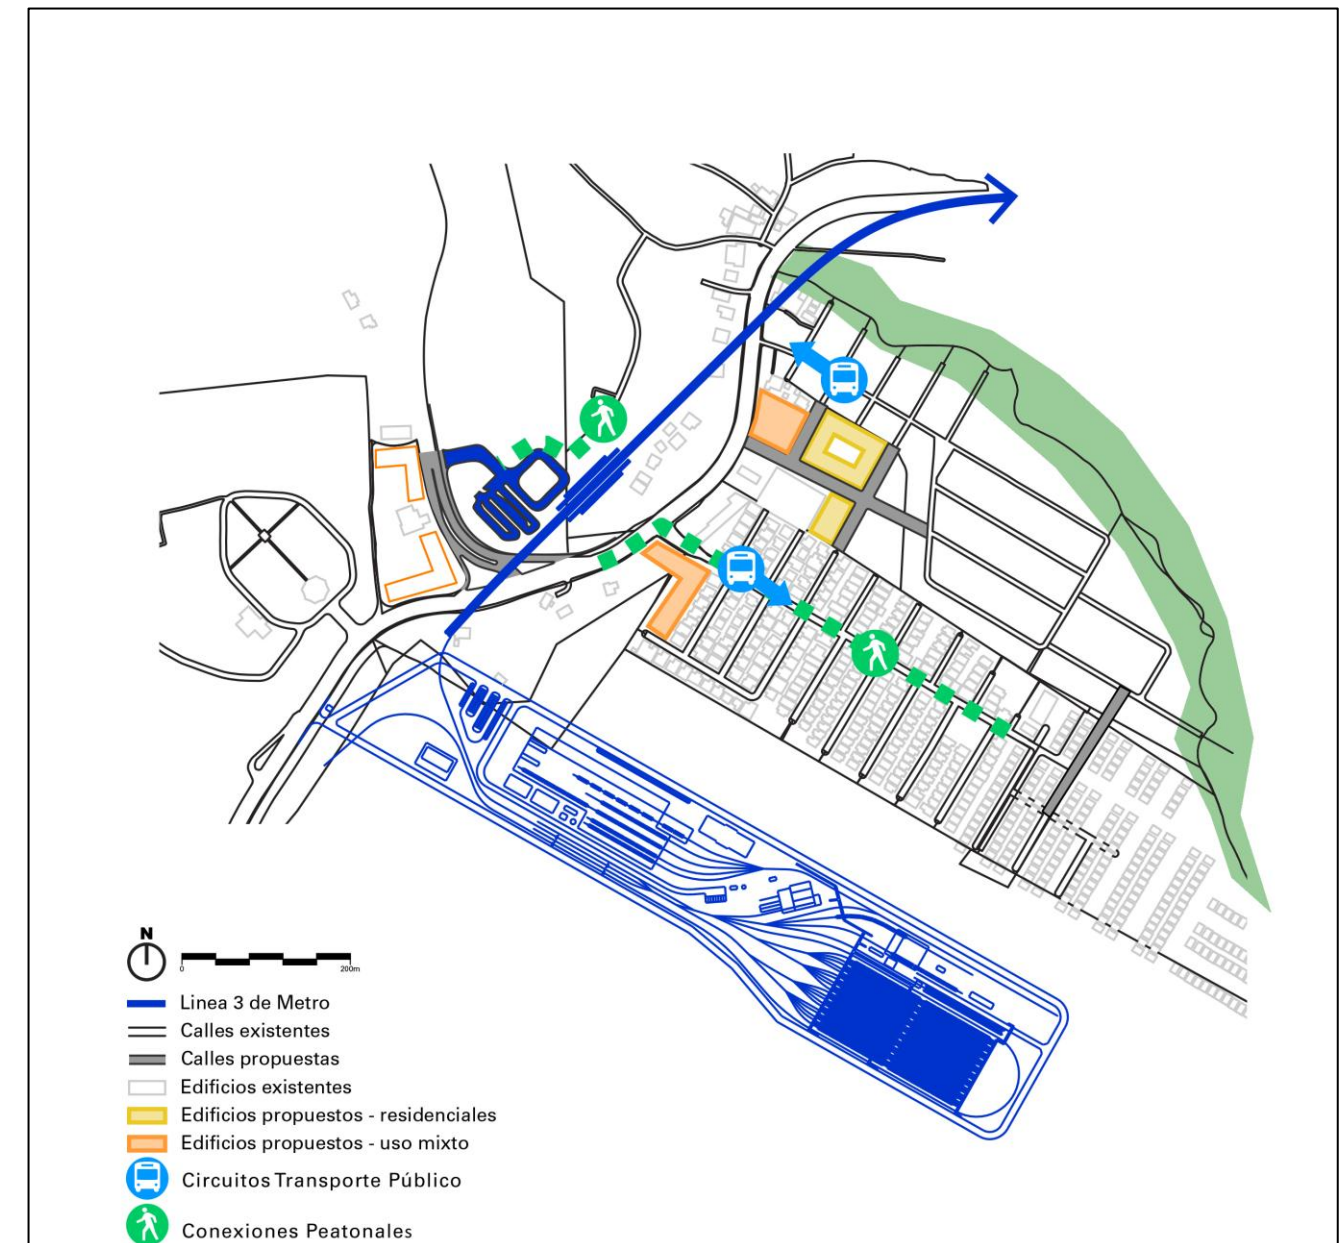 N
0 200m
Linea 3 de Metro
Calles existentes
Calles propuestas
Edificios existentes
Edificios propuestos - residenciales
Edificios propuestos - uso mixto
Circuitos Transporte Público
Conexiones Peatonales